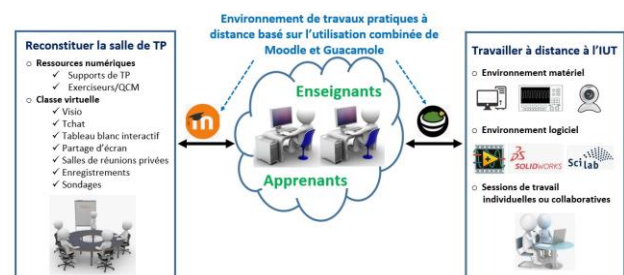 Environnement de travaux pratiques à
distance basé sur l'utilisation combinée de
Moodle et Guacamole
Reconstituer la salle de TP
o Ressources numériques
✓ Supports de TP
✓ Exerciseurs/QCM
o Classe virtuelle
✓ Visio
✓ Tchat
✓ Tableau blanc interactif
✓ Partage d'écran
✓ Salles de réunions privées
✓ Enregistrements
✓ Sondages
Enseignants
Apprenants
Travailler à distance à l'IUT
o Environnement matériel
o Environnement logiciel
SOLIDWORKS
Scilab
o Sessions de travail
individuelles ou collaboratives